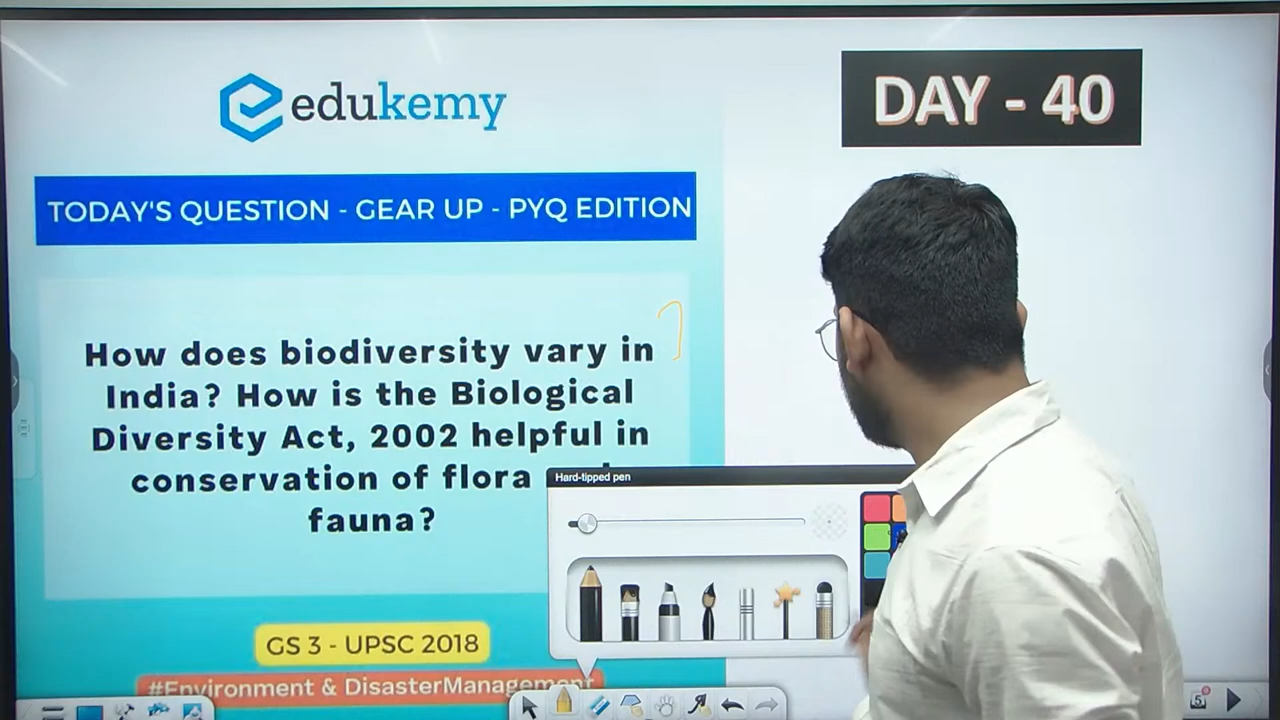 edukemy
DAY - 40
TODAY'S QUESTION - GEAR UP - PYQ EDITION
How does biodiversity vary in
India? How is the Biological
Diversity Act, 2002 helpful in
conservation of flora
fauna?
Hard-tipped pen
GS 3 - UPSC 2018
#Environment & DisasterManagement
5